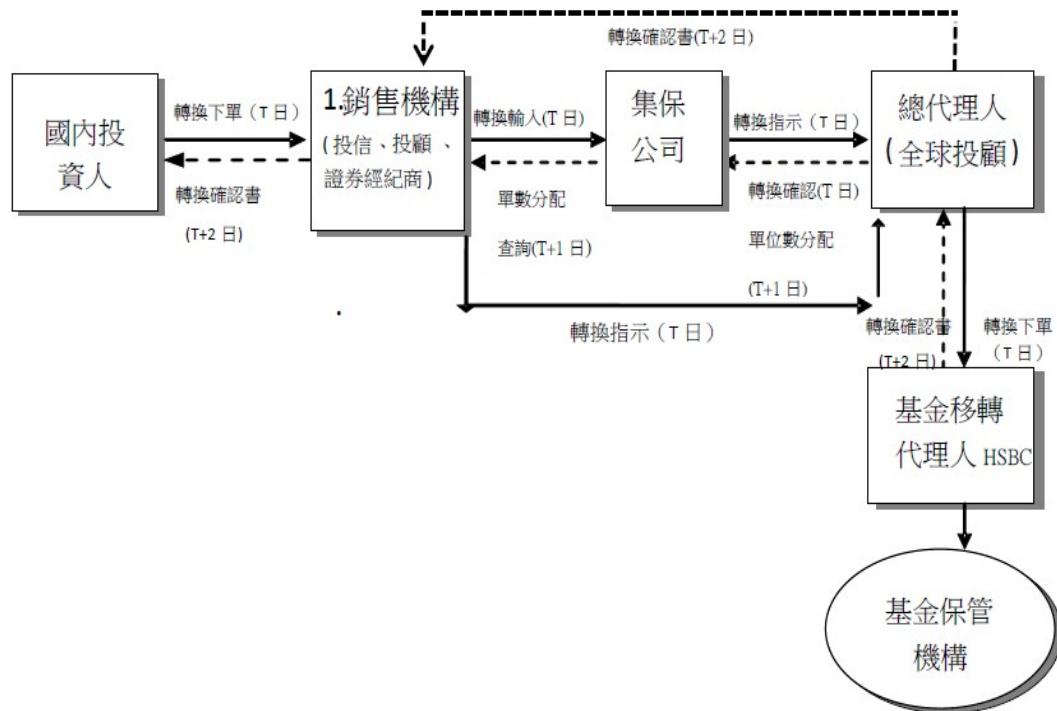 轉換確認書(T+2 日)
國內投
資人
轉換下單（T 日）
轉換確認書
(T+2 日)
1.銷售機構
(投信、投顧、
證券經紀商)
轉換輸入(T 日)
單數分配
查詢(T+1 日)
集保
公司
轉換指示（T 日）
轉換確認(T 日)
單位數分配
(T+1 日)
總代理人
(全球投顧)
.
轉換指示（T 日）
轉換確認書
(T+2 日)
轉換下單
（T 日）
基金移轉
代理人 HSBC
基金保管
機構